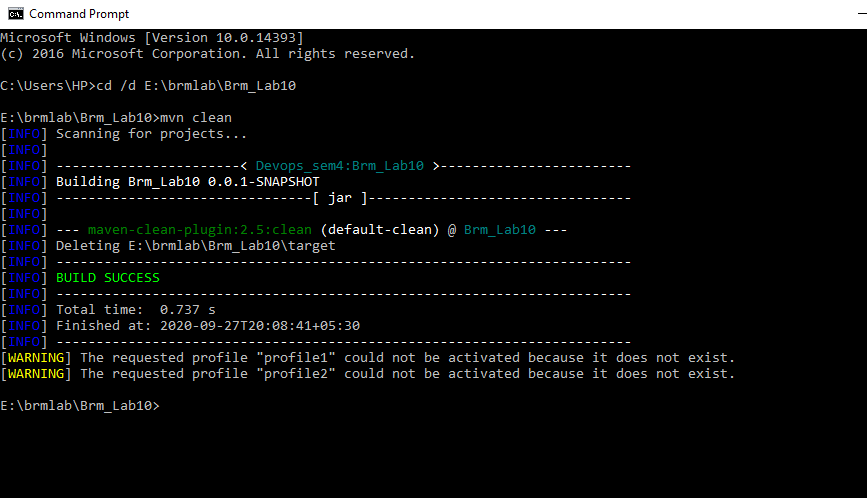 Command Prompt
Microsoft Windows [Version 10.0.14393]
(c) 2016 Microsoft Corporation. All rights reserved.
C:\Users\HP>cd /d E:\brmlab\Brm_Lab10
E:\brmlab\Brm_Lab10>mvn clean
[INFO] Scanning for projects...
[INFO]
[INFO] -----------------------< Devops_sem4:Brm_Lab10 >------------------------
[INFO] Building Brm_Lab10 0.0.1-SNAPSHOT
[INFO] --------------------------------[ jar ]---------------------------------
[INFO]
[INFO] --- maven-clean-plugin:2.5:clean (default-clean) @ Brm_Lab10 ---
[INFO] Deleting E:\brmlab\Brm_Lab10\target
[INFO] ------------------------------------------------------------------------
[INFO] BUILD SUCCESS
[INFO] ------------------------------------------------------------------------
[INFO] Total time:  0.737 s
[INFO] Finished at: 2020-09-27T20:08:41+05:30
[INFO] ------------------------------------------------------------------------
[WARNING] The requested profile "profile1" could not be activated because it does not exist.
[WARNING] The requested profile "profile2" could not be activated because it does not exist.
E:\brmlab\Brm_Lab10>